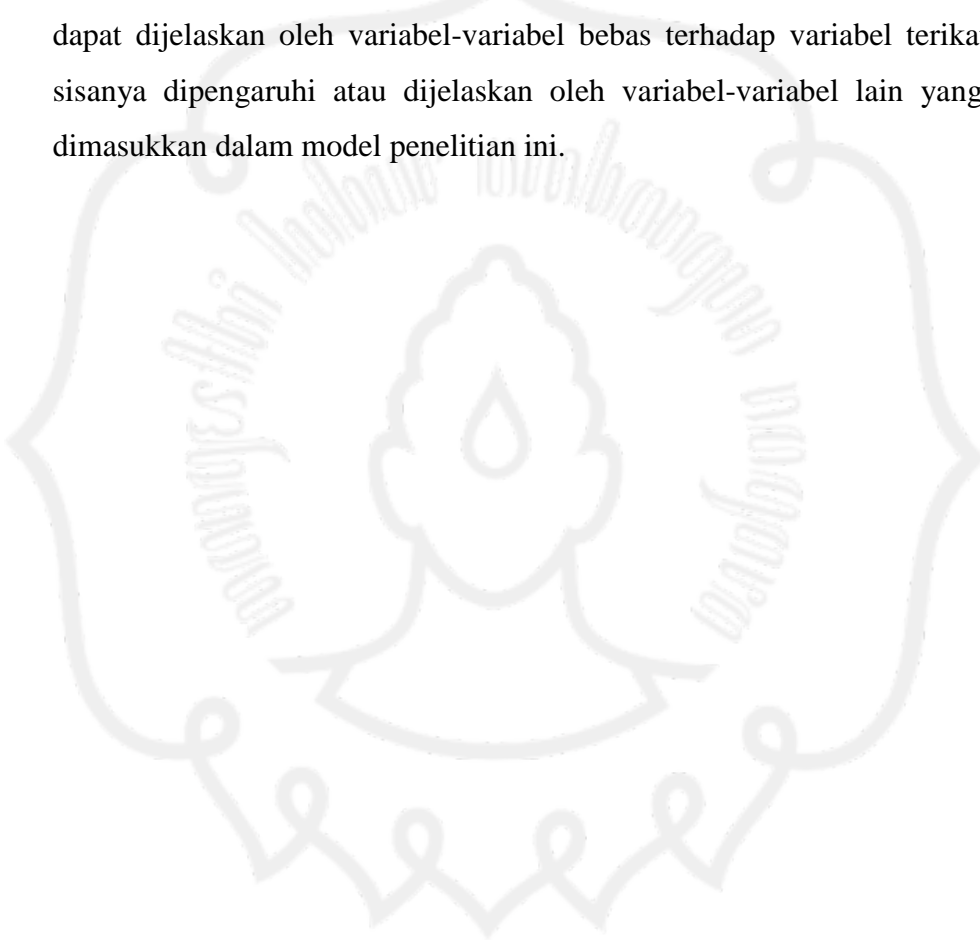 dapat dijelaskan oleh variabel-variabel bebas terhadap variabel terika
sisanya dipengaruhi atau dijelaskan oleh variabel-variabel lain yang
dimasukkan dalam model penelitian ini.